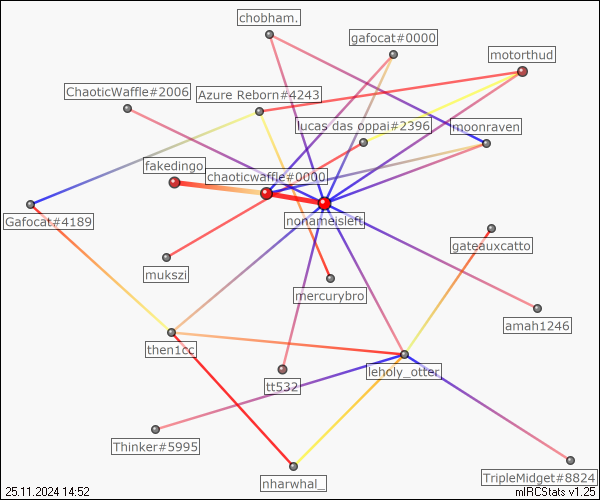 chobham.
gafocat#0000
motorthud
ChaoticWaffle#2006
Azure Reborn#4243
lucas das oppai#2396
moonraven
fakedingo
chaoticwaffle#0000
Gafocat#4189
nonameisleft
gateauxcatto
mukszi
mercurybro
amah1246
then1cc
leholy_otter
tt532
Thinker#5995
nharwhal_
TripleMidget#8824
25.11.2024 14:52
mIRCStats v1.25